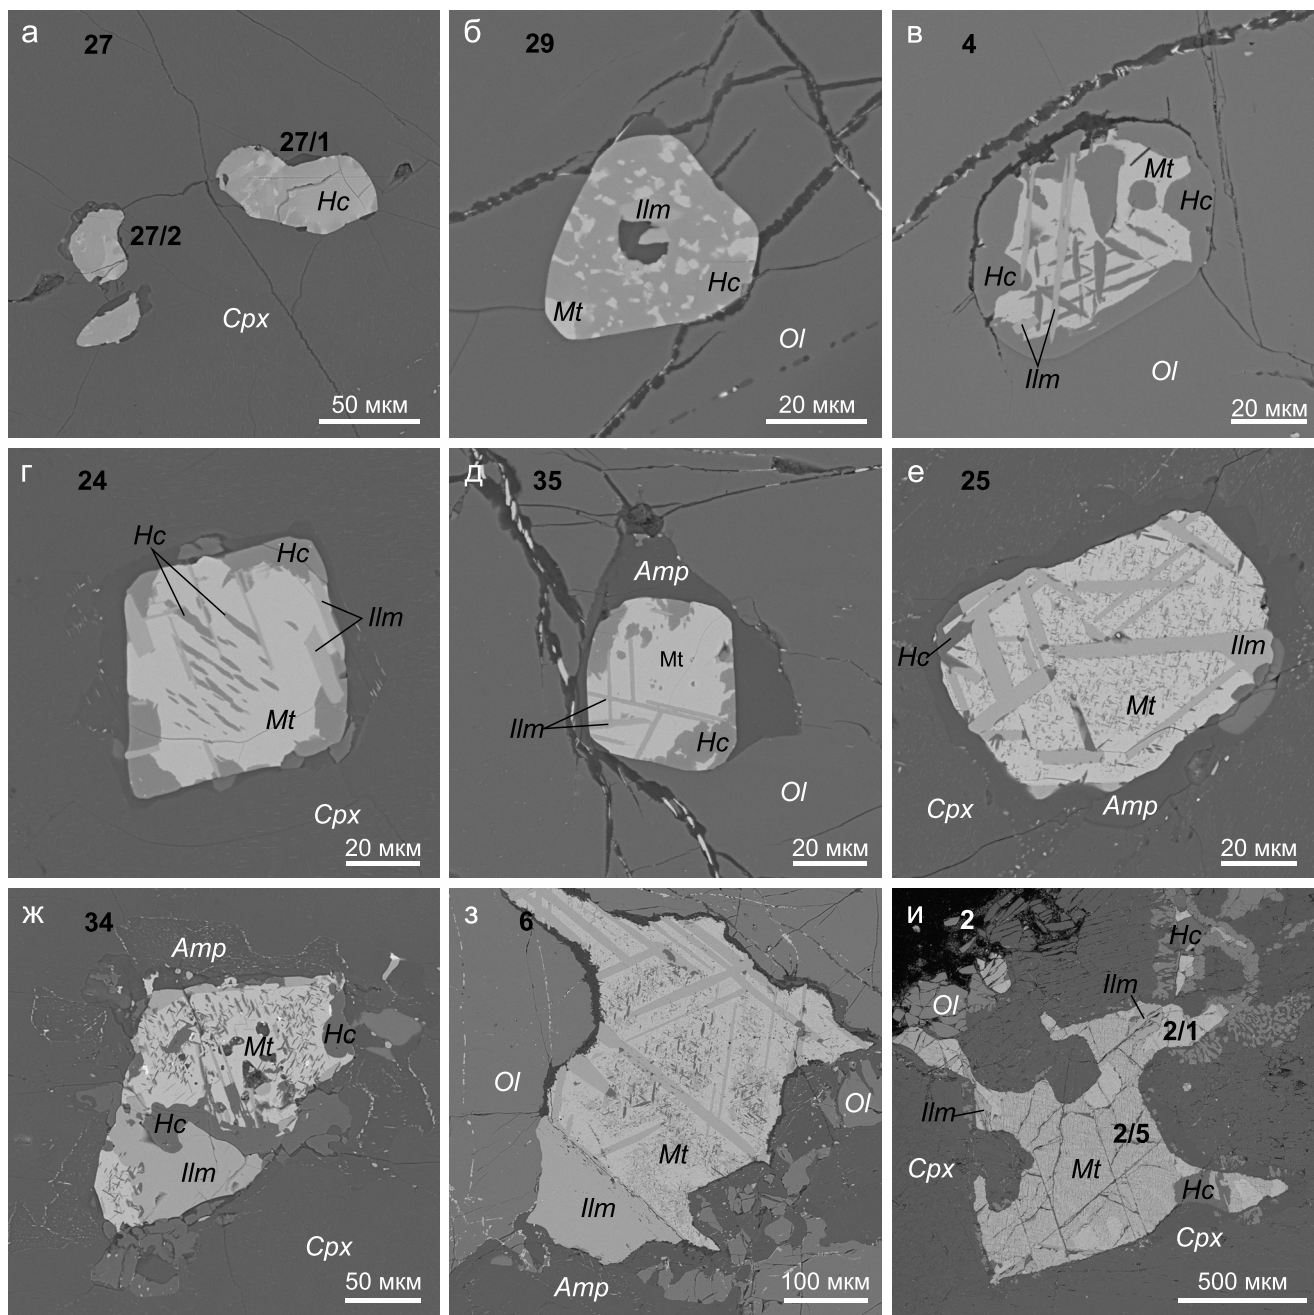 а 27
27/1
Hc
27/2
Cpx
50 мкм
б 29
Ilm
Hc
Mt
Ol
20 мкм
в 4
Mt
Hc
Hc
Ilm
Ol
20 мкм
г 24
Hc Hc
Ilm
Mt
Cpx
20 мкм
д 35
Amp
Mt
Ilm
Hc
Ol
20 мкм
е 25
Hc
Ilm
Mt
Cpx
Amp
20 мкм
ж 34
Amp
Mt
Hc
Hc
Ilm
Cpx
50 мкм
з 6
Ol
Ol
Mt
Ilm
Amp
100 мкм
и 2
Hc
Ilm
Ol
2/1
Ilm
2/5
Cpx
Mt
Hc
Cpx
500 мкм